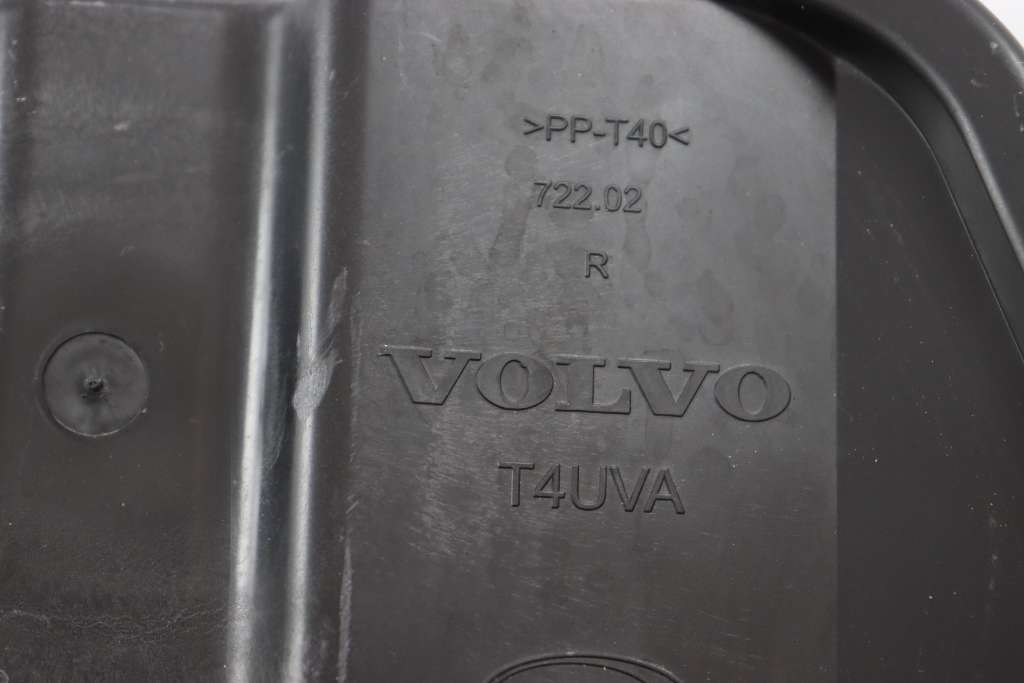 >PP-T40<
722.02
R
VOLVO
T4UVA